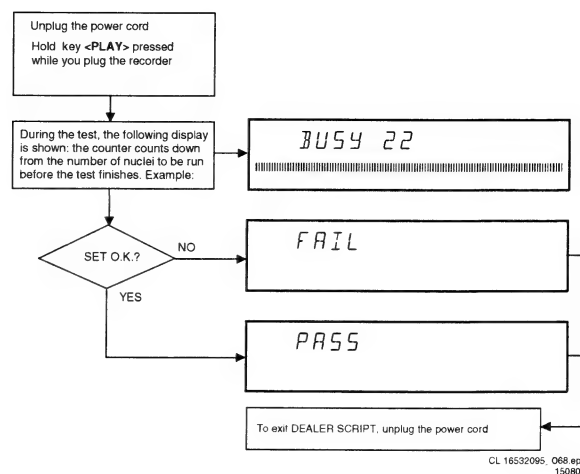 Unplug the power cord
Hold key <PLAY> pressed
while you plug the recorder
During the test, the following display
is shown: the counter counts down
from the number of nuclei to be run
before the test finishes. Example:
BUSY 22
SET O.K.?
NO
FAIL
YES
PASS
To exit DEALER SCRIPT, unplug the power cord
CL 16532095_068.ep
15080